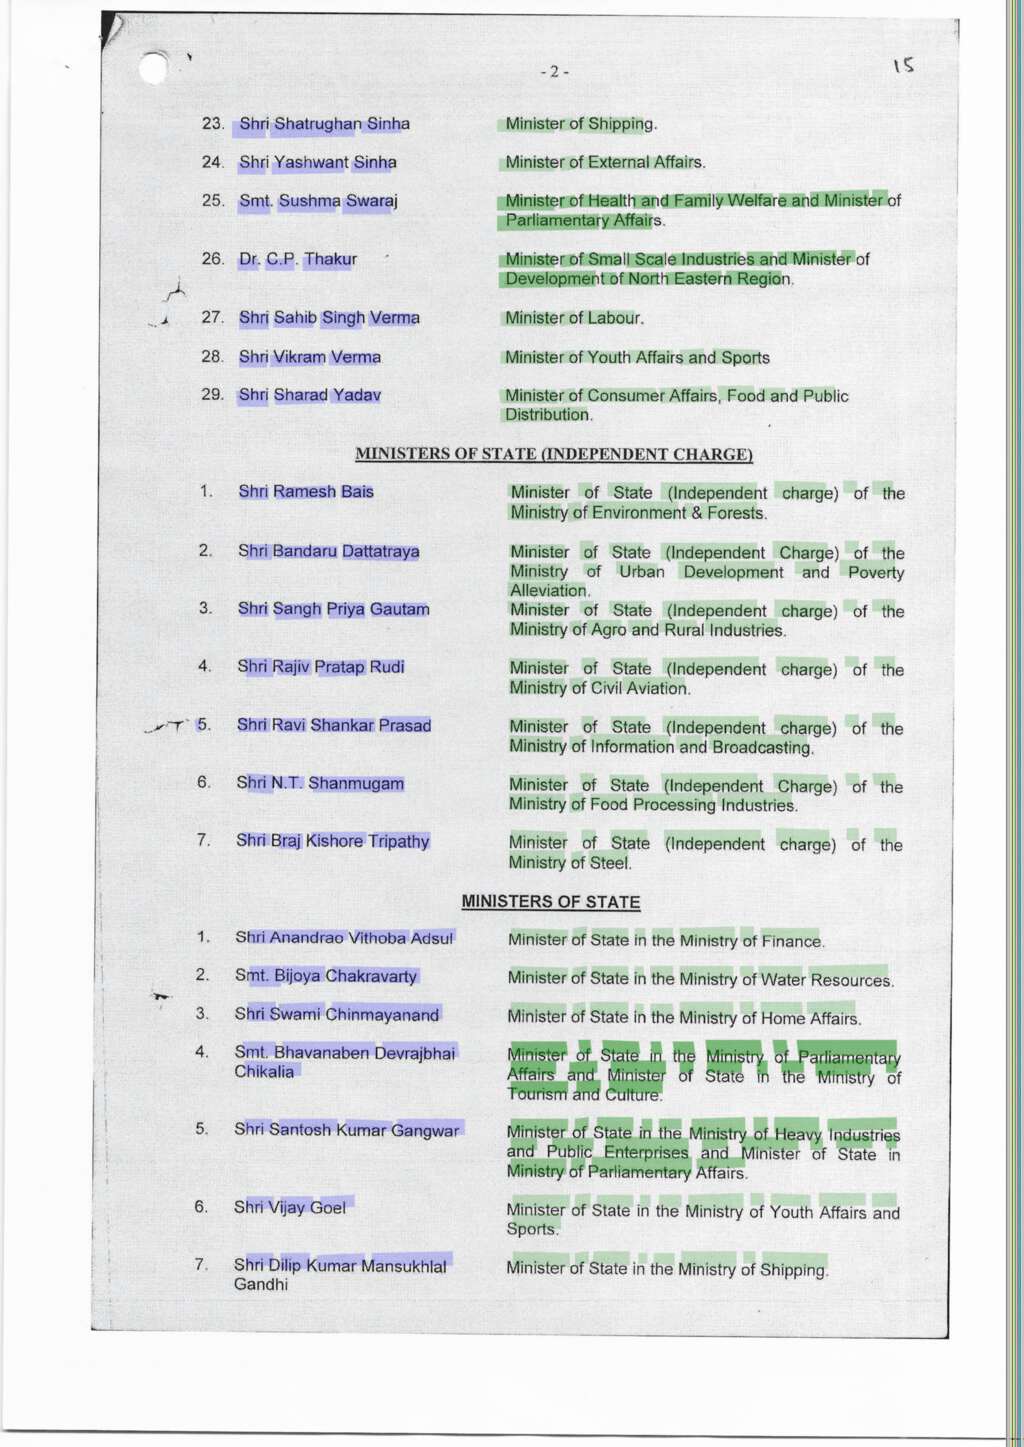 - 2 -
15
23. Shri Shatrughan Sinha Minister of Shipping.
24. Shri Yashwant Sinha Minister of External Affairs.
25. Smt. Sushma Swaraj Minister of Health and Family Welfare and Minister of
Parliamentary Affairs.
26. Dr. C.P. Thakur Minister of Small Scale Industries and Minister of
Development of North Eastern Region.
27. Shri Sahib Singh Verma Minister of Labour.
28. Shri Vikram Verma Minister of Youth Affairs and Sports
29. Shri Sharad Yadav Minister of Consumer Affairs, Food and Public
Distribution.
MINISTERS OF STATE (INDEPENDENT CHARGE)
1. Shri Ramesh Bais Minister of State (Independent charge) of the
Ministry of Environment & Forests.
2. Shri Bandaru Dattatraya Minister of State (Independent Charge) of the
Ministry of Urban Development and Poverty
Alleviation.
3. Shri Sangh Priya Gautam Minister of State (Independent charge) of the
Ministry of Agro and Rural Industries.
4. Shri Rajiv Pratap Rudi Minister of State (Independent charge) of the
Ministry of Civil Aviation.
5. Shri Ravi Shankar Prasad Minister of State (Independent charge) of the
Ministry of Information and Broadcasting.
6. Shri N.T. Shanmugam Minister of State (Independent Charge) of the
Ministry of Food Processing Industries.
7. Shri Braj Kishore Tripathy Minister of State (Independent charge) of the
Ministry of Steel.
MINISTERS OF STATE
1. Shri Anandrao Vithoba Adsul Minister of State in the Ministry of Finance.
2. Smt. Bijoya Chakravarty Minister of State in the Ministry of Water Resources.
3. Shri Swami Chinmayanand Minister of State in the Ministry of Home Affairs.
4. Smt. Bhavanaben Devrajbhai Minister of State in the Ministry of Parliamentary
Chikalia Affairs and Minister of State in the Ministry of
Tourism and Culture.
5. Shri Santosh Kumar Gangwar Minister of State in the Ministry of Heavy Industries
and Public Enterprises and Minister of State in
Ministry of Parliamentary Affairs.
6. Shri Vijay Goel Minister of State in the Ministry of Youth Affairs and
Sports.
7. Shri Dilip Kumar Mansukhlal Minister of State in the Ministry of Shipping.
Gandhi